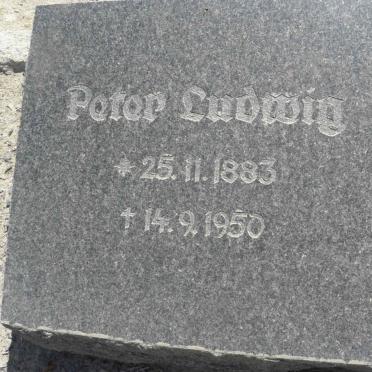 Peter Ludwig
* 25. 11. 1883
† 14. 9. 1950